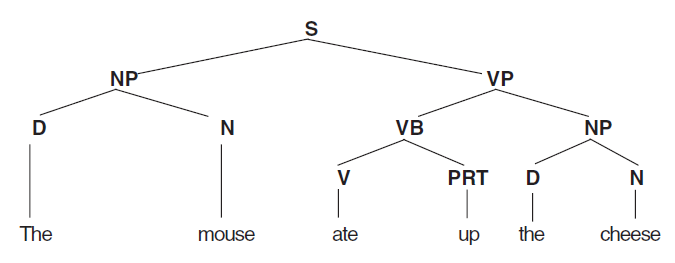 S
NP VP
D N VB NP
V PRT D N
The mouse ate up the cheese